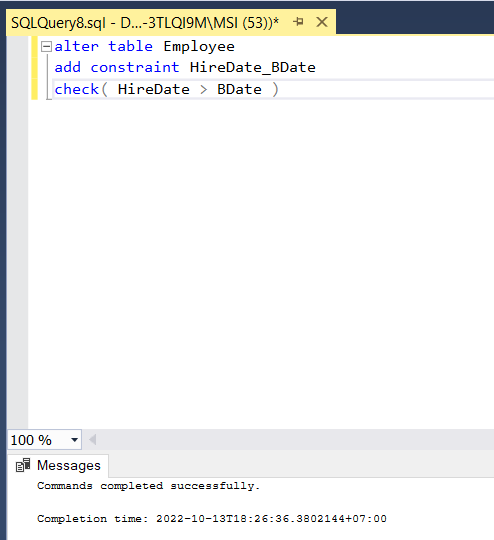 SQLQuery8.sql - D...-3TLQI9M\MSI (53))*
alter table Employee
add constraint HireDate_BDate
check( HireDate > BDate )
100 %
Messages
Commands completed successfully.
Completion time: 2022-10-13T18:26:36.3802144+07:00